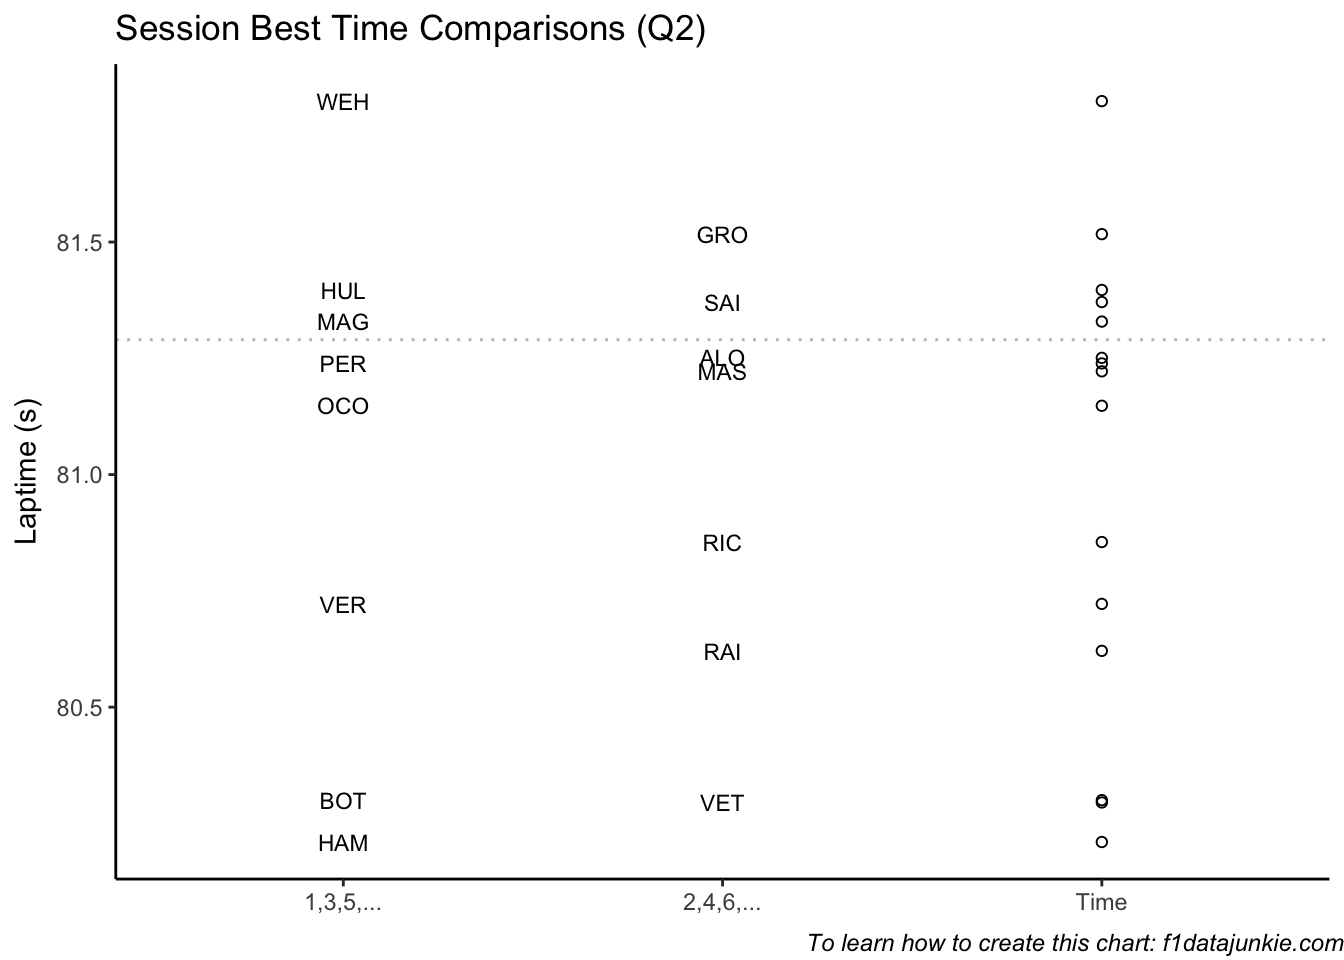 Session Best Time Comparisons (Q2)
WEH
GRO
81.5
HUL
SAI
MAG
ALO
PER
MAS
OCO
81.0
Laptime (s)
RIC
VER
RAI
80.5
BOT
VET
HAM
1,3,5,...
2,4,6,...
Time
To learn how to create this chart: f1datajunkie.com